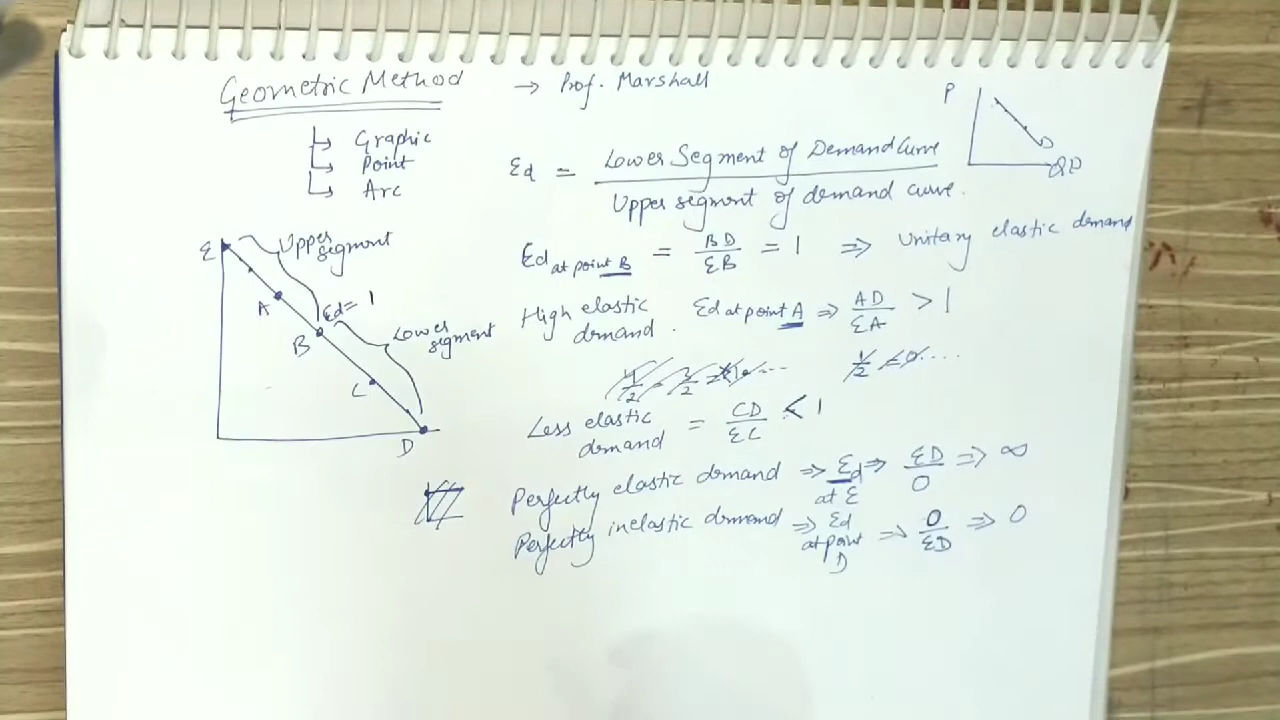 Geometric Method → Prof. Marshall
↳ Graphic
↳ Point
↳ Arc
P
D
QD
Ed = Lower Segment of Demand Curve
Upper segment of demand curve.
E
Upper segment
A
Ed = 1
B
Lower segment
C
D
Ed at point B = BD/EB = 1 ⇒ Unitary elastic demand
High elastic demand. Ed at point A ⇒ AD/EA > 1
Less elastic demand = CD/EC < 1
Perfectly elastic demand ⇒ Ed at E ⇒ ED/0 ⇒ ∞
Perfectly inelastic demand ⇒ Ed at point D ⇒ 0/ED ⇒ 0